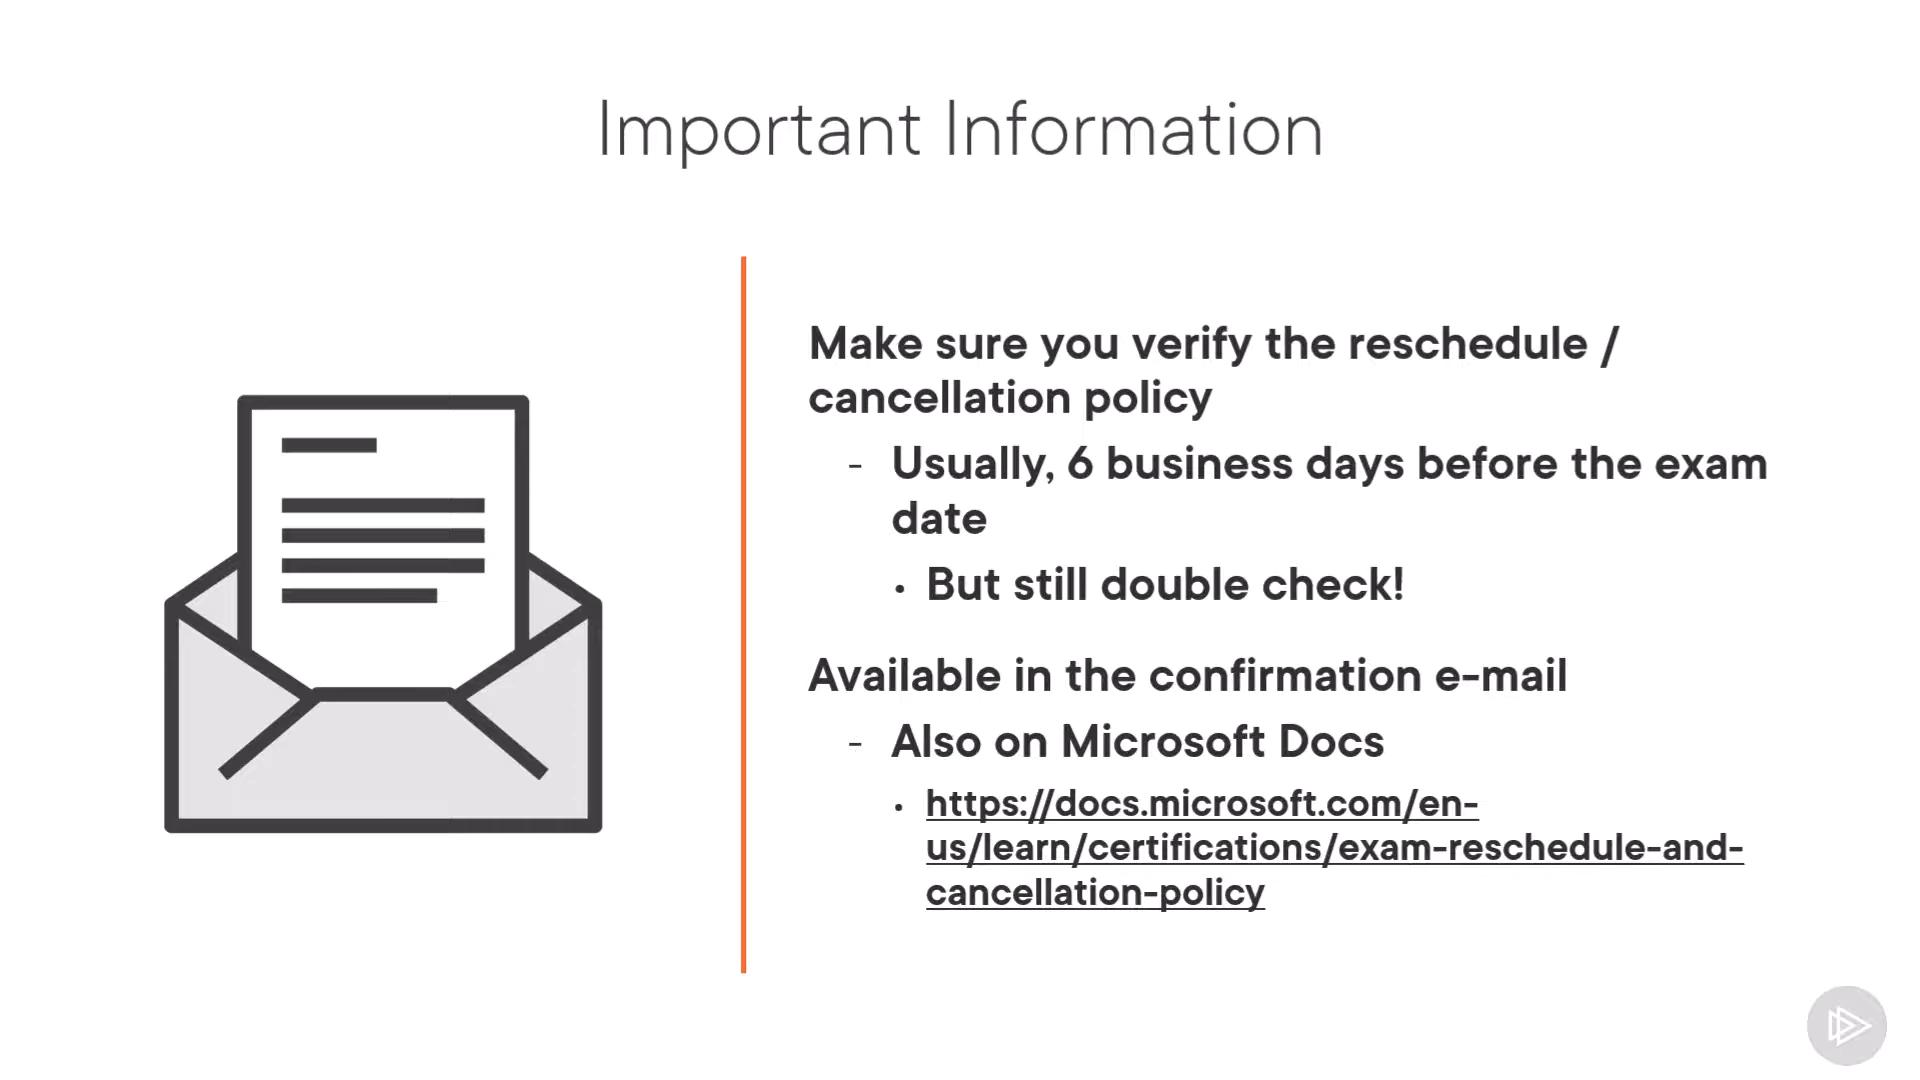 Important Information
Make sure you verify the reschedule /
cancellation policy
- Usually, 6 business days before the exam
date
• But still double check!
Available in the confirmation e-mail
- Also on Microsoft Docs
• https://docs.microsoft.com/en-
us/learn/certifications/exam-reschedule-and-
cancellation-policy